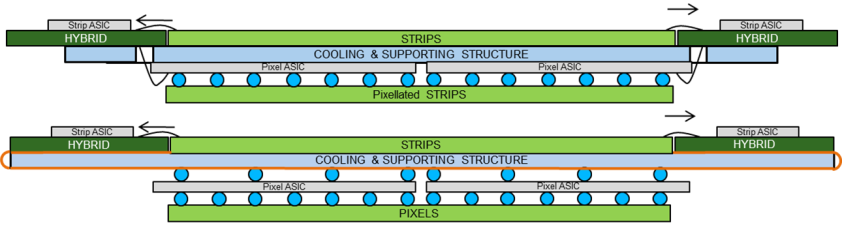 Strip ASIC
Strip ASIC
HYBRID
STRIPS
HYBRID
COOLING & SUPPORTING STRUCTURE
Pixel ASIC
Pixel ASIC
Pixellated STRIPS
Strip ASIC
Strip ASIC
HYBRID
STRIPS
HYBRID
COOLING & SUPPORTING STRUCTURE
Pixel ASIC
Pixel ASIC
PIXELS